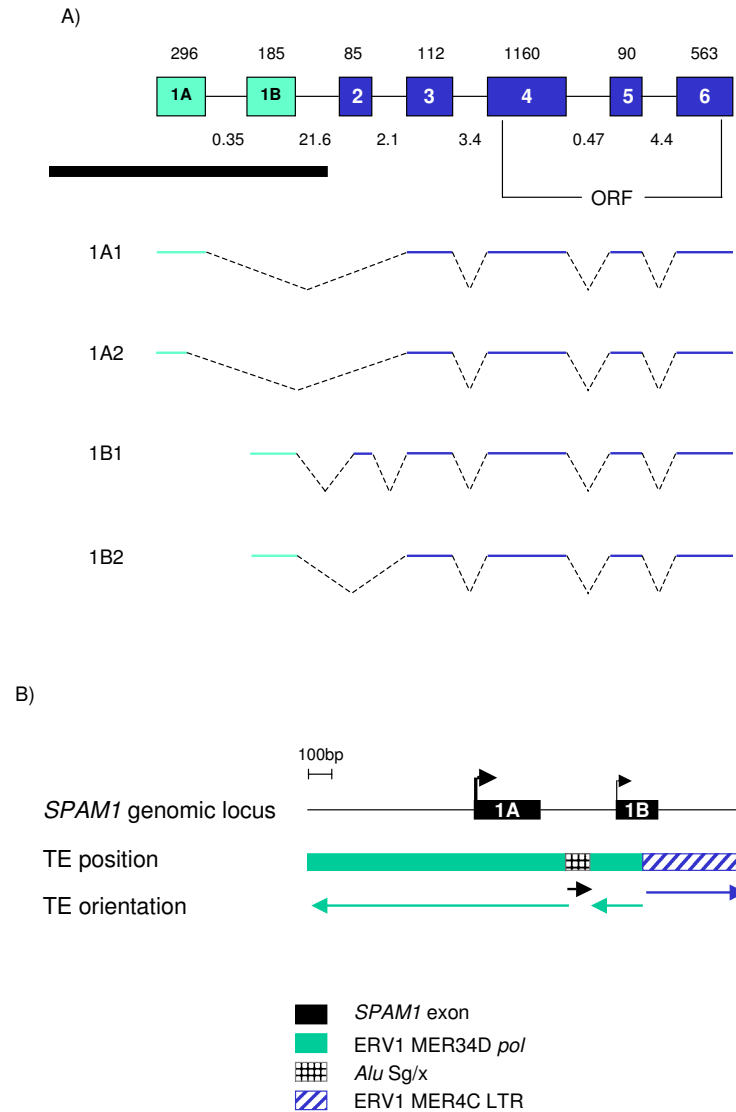 A)
296 185 85 112 1160 90 563
1A 1B 2 3 4 5 6
0.35 21.6 2.1 3.4 0.47 4.4
ORF
1A1
1A2
1B1
1B2
B)
100bp
SPAM1 genomic locus
1A 1B
TE position
TE orientation
SPAM1 exon
ERV1 MER34D pol
Alu Sg/x
ERV1 MER4C LTR